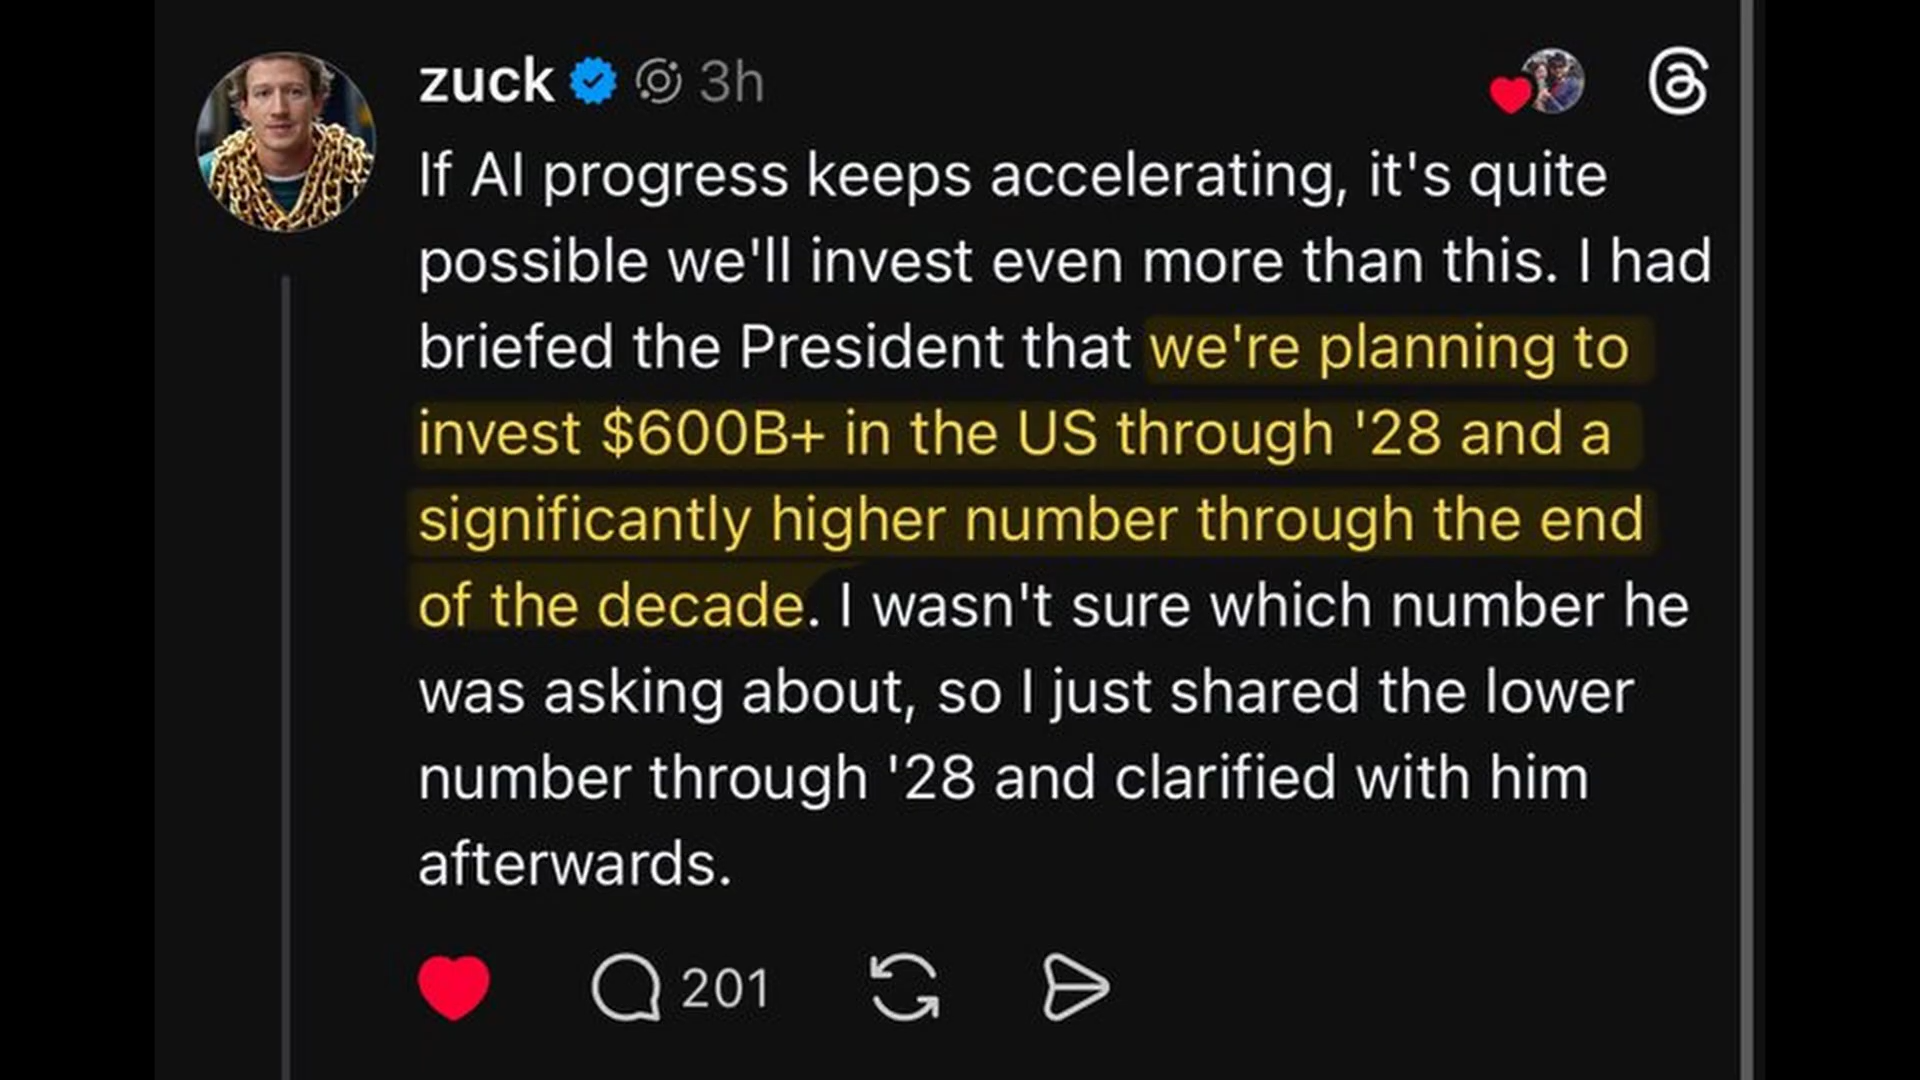 zuck 3h
If AI progress keeps accelerating, it's quite
possible we'll invest even more than this. I had
briefed the President that we're planning to
invest $600B+ in the US through '28 and a
significantly higher number through the end
of the decade. I wasn't sure which number he
was asking about, so I just shared the lower
number through '28 and clarified with him
afterwards.
201